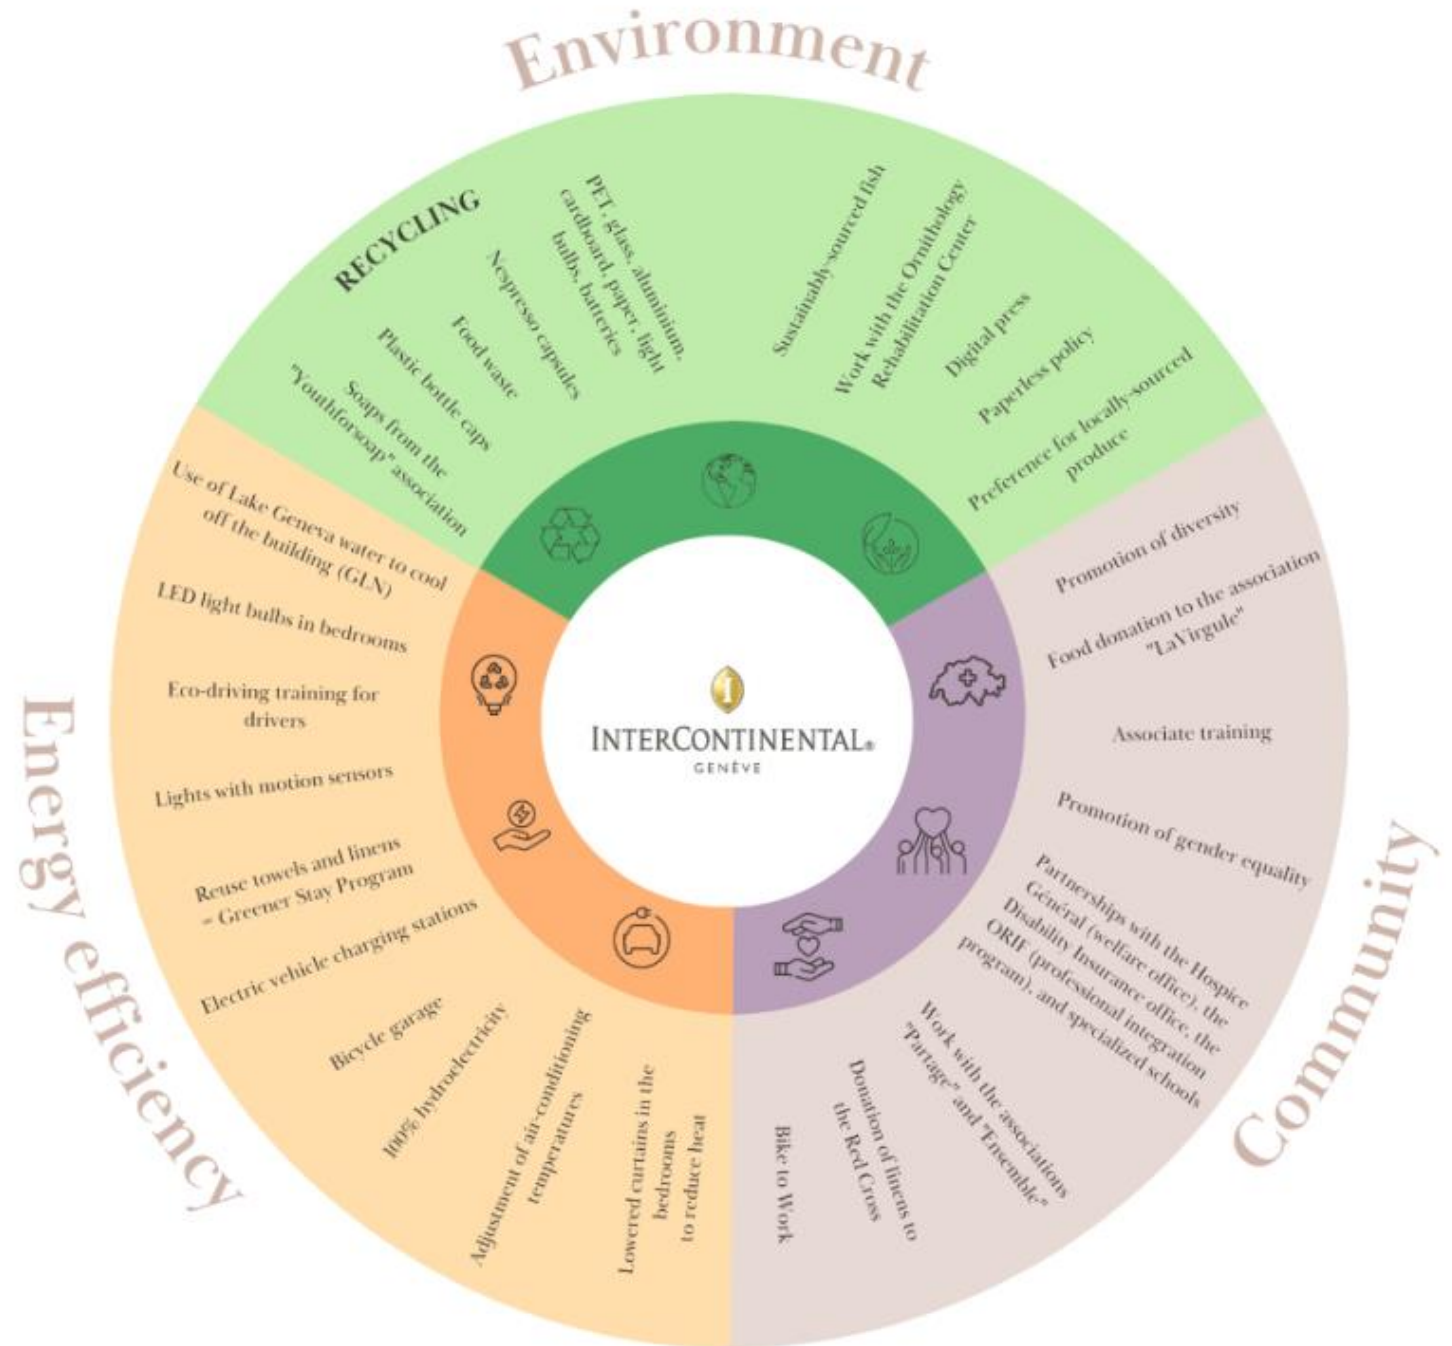 Environment
RECYCLING
"Youthforsoap" association
Soaps from the
Plastic bottle caps
Food waste
Nespresso capsules
PET, glass, aluminium,
cardboard, paper, light
bulbs, batteries
Sustainably-sourced fish
Work with the Ornithology
Rehabilitation Center
Digital press
Paperless policy
Preference for locally-sourced
produce
Community
Promotion of diversity
Food donation to the association
"LaVirgule"
Associate training
Promotion of gender equality
Partnerships with the Hospice
Général (welfare office), the
Disability Insurance office, the
ORIF (professional integration
program), and specialized schools
Work with the associations
"Partage" and "Ensemble"
Donation of linens to
the Red Cross
Bike to Work
Energy efficiency
Use of Lake Geneva water to cool
off the building (GLN)
LED light bulbs in bedrooms
Eco-driving training for
drivers
Lights with motion sensors
Reuse towels and linens
= Greener Stay Program
Electric vehicle charging stations
Bicycle garage
100% hydroelectricity
Adjustment of air-conditioning
temperatures
Lowered curtains in the
bedrooms
to reduce heat
I
INTERCONTINENTAL®
GENÈVE